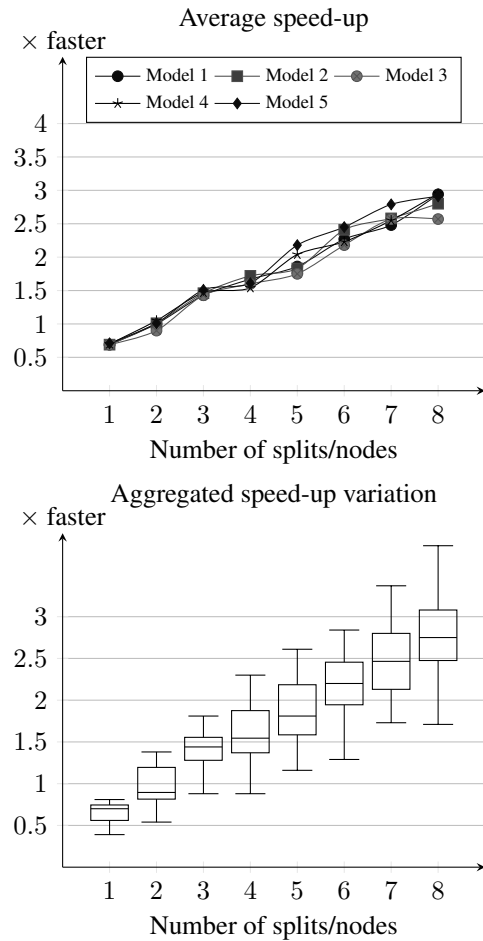 Average speed-up
× faster
Model 1 Model 2 Model 3
Model 4 Model 5
4
3
2.5
2
1.5
1
0.5
1 2 3 4 5 6 7 8
Number of splits/nodes
Aggregated speed-up variation
× faster
3
2.5
2
1.5
1
0.5
1 2 3 4 5 6 7 8
Number of splits/nodes